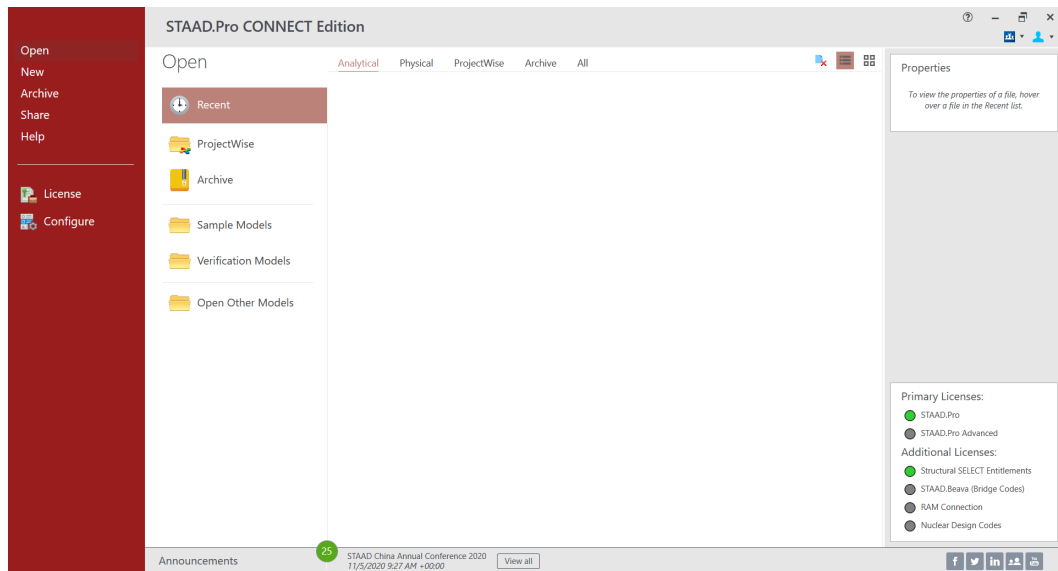 STAAD.Pro CONNECT Edition
Open
New
Archive
Share
Help
License
Configure
Open
Analytical Physical ProjectWise Archive All
Recent
ProjectWise
Archive
Sample Models
Verification Models
Open Other Models
Properties
To view the properties of a file, hover
over a file in the Recent list.
Primary Licenses:
STAAD.Pro
STAAD.Pro Advanced
Additional Licenses:
Structural SELECT Entitlements
STAAD.Beava (Bridge Codes)
RAM Connection
Nuclear Design Codes
Announcements
25
STAAD China Annual Conference 2020
11/5/2020 9:27 AM +00:00
View all